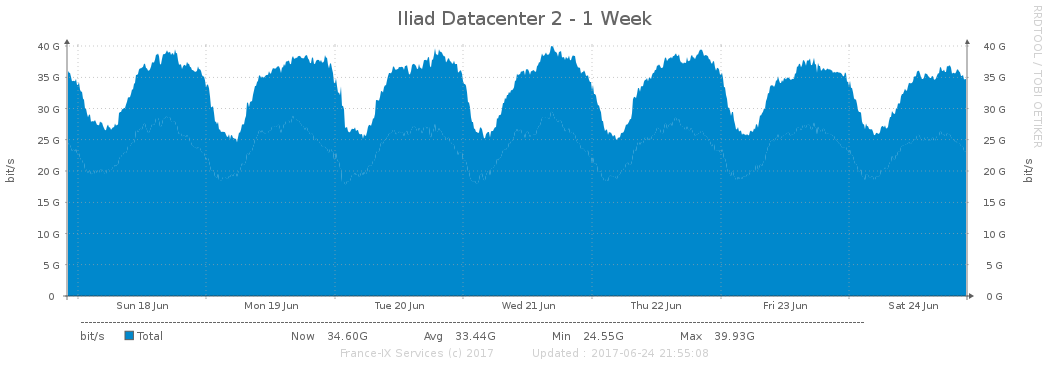 Iliad Datacenter 2 - 1 Week
RRDTOOL / TOBI OETIKER
bit/s
40 G 40 G
35 G 35 G
30 G 30 G
25 G 25 G
20 G 20 G
15 G 15 G
10 G 10 G
5 G 5 G
0 0 G
bit/s
Sun 18 Jun Mon 19 Jun Tue 20 Jun Wed 21 Jun Thu 22 Jun Fri 23 Jun Sat 24 Jun
bit/s Total Now 34.60G Avg 33.44G Min 24.55G Max 39.93G
France-IX Services (c) 2017 Updated : 2017-06-24 21:55:08